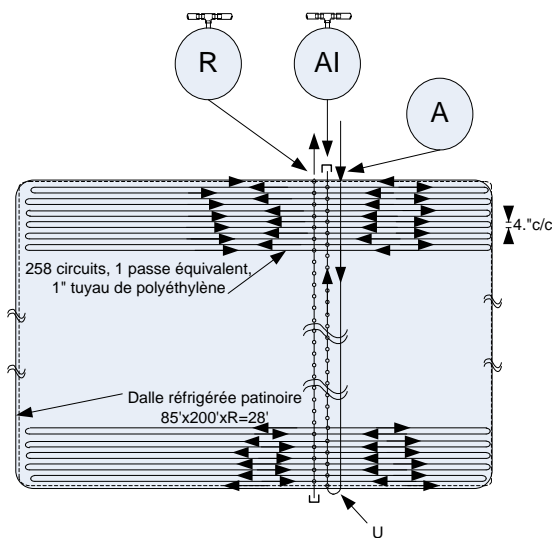 R
AI
A
4."c/c
258 circuits, 1 passe équivalent,
1" tuyau de polyéthylène
Dalle réfrigérée patinoire
85'x200'xR=28'
U